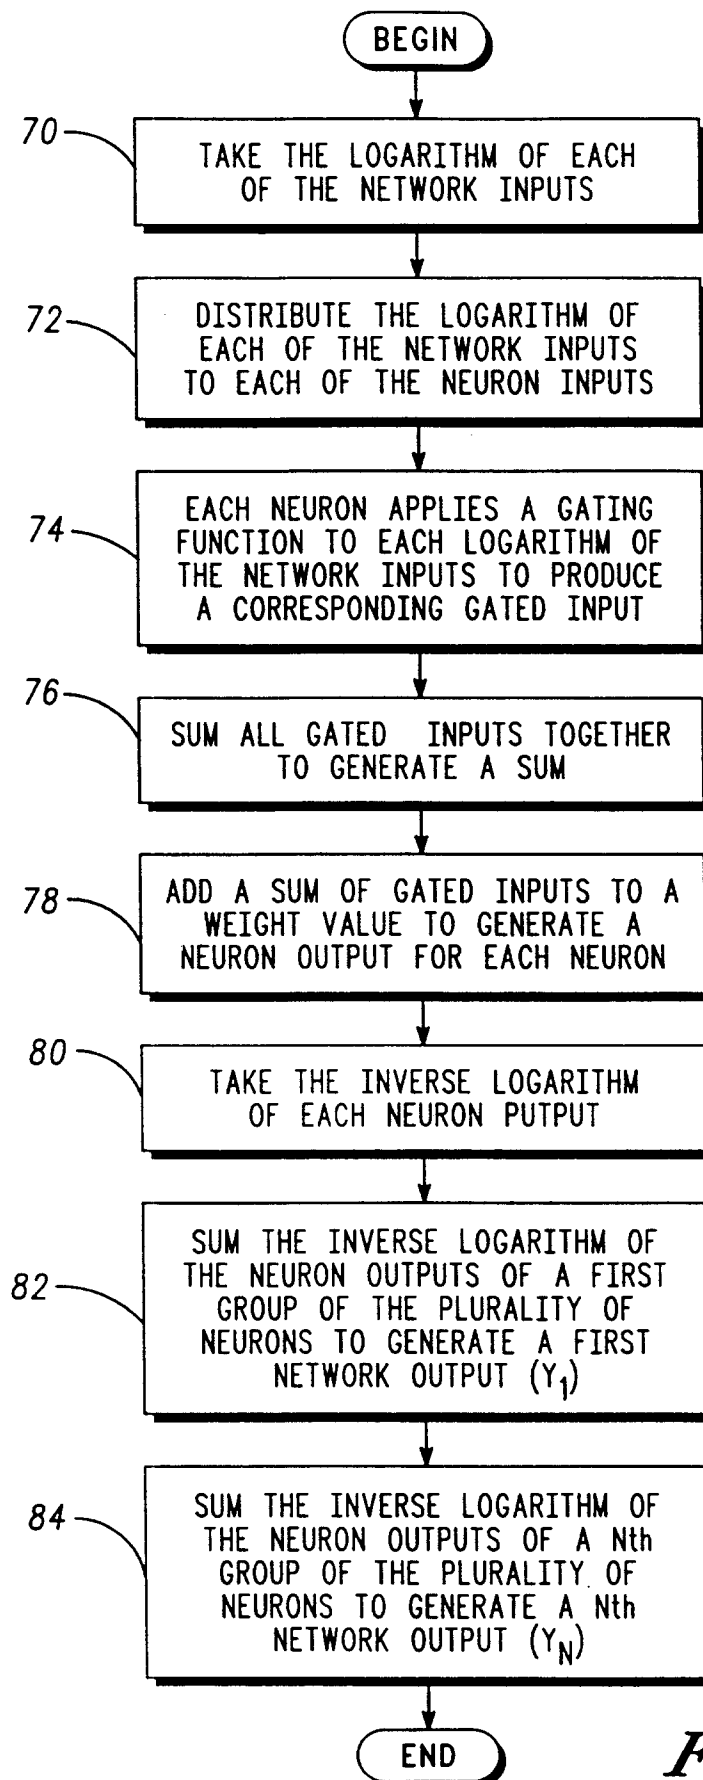 BEGIN
70
TAKE THE LOGARITHM OF EACH
OF THE NETWORK INPUTS
72
DISTRIBUTE THE LOGARITHM OF
EACH OF THE NETWORK INPUTS
TO EACH OF THE NEURON INPUTS
74
EACH NEURON APPLIES A GATING
FUNCTION TO EACH LOGARITHM OF
THE NETWORK INPUTS TO PRODUCE
A CORRESPONDING GATED INPUT
76
SUM ALL GATED INPUTS TOGETHER
TO GENERATE A SUM
78
ADD A SUM OF GATED INPUTS TO A
WEIGHT VALUE TO GENERATE A
NEURON OUTPUT FOR EACH NEURON
80
TAKE THE INVERSE LOGARITHM
OF EACH NEURON PUTPUT
82
SUM THE INVERSE LOGARITHM OF
THE NEURON OUTPUTS OF A FIRST
GROUP OF THE PLURALITY OF
NEURONS TO GENERATE A FIRST
NETWORK OUTPUT (Y1)
84
SUM THE INVERSE LOGARITHM OF
THE NEURON OUTPUTS OF A Nth
GROUP OF THE PLURALITY OF
NEURONS TO GENERATE A Nth
NETWORK OUTPUT (YN)
END
F